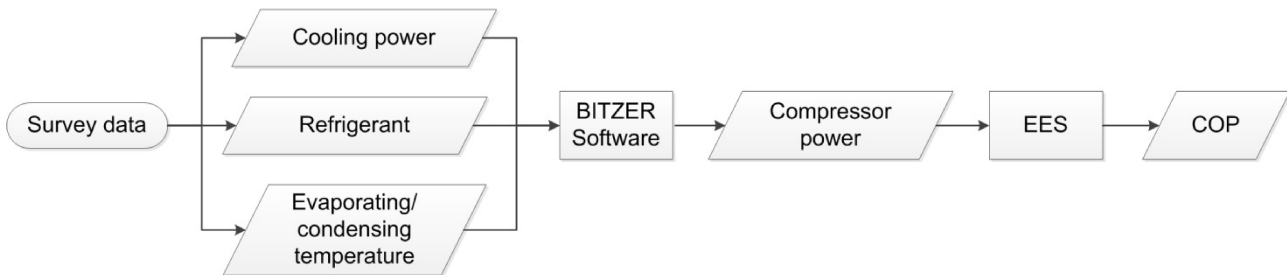 Survey data
Cooling power
Refrigerant
Evaporating/
condensing
temperature
BITZER
Software
Compressor
power
EES
COP